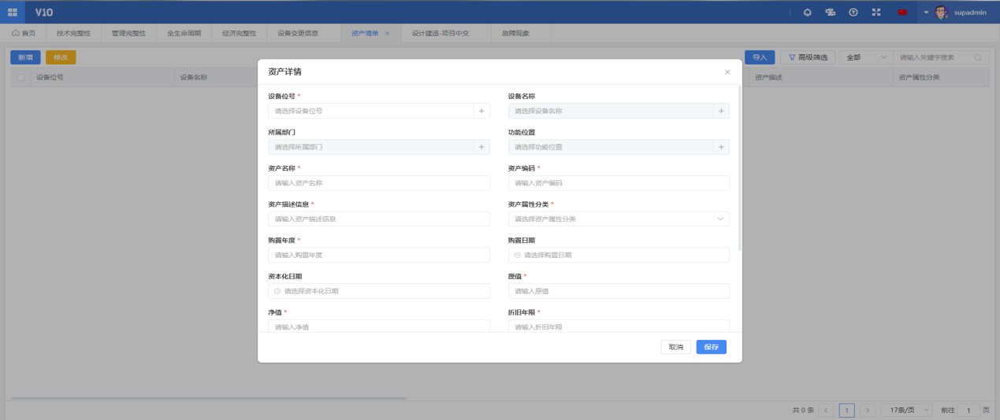 V10
supadmin
首页 技术完整性 管理完整性 全生命周期 经济完整性 设备变更信息 资产清单 × 设计建造-项目中交 故障现象
新增 修改 导入 高级筛选 全部 请输入关键字搜索
设备位号 设备名称 资产描述 资产属性分类
资产详情
设备位号 * 设备名称
请选择设备位号 请选择设备名称
所属部门 功能位置
请选择所属部门 请选择功能位置
资产名称 * 资产编码 *
请输入资产名称 请输入资产编码
资产描述信息 * 资产属性分类 *
请输入资产描述信息 请选择资产属性分类
购置年度 * 购置日期
请输入购置年度 请选择购置日期
资本化日期 原值 *
请选择资本化日期 请输入原值
净值 * 折旧年限 *
请输入净值 请输入折旧年限
取消 保存
共 0 条 < 1 > 17条/页 前往 1 页